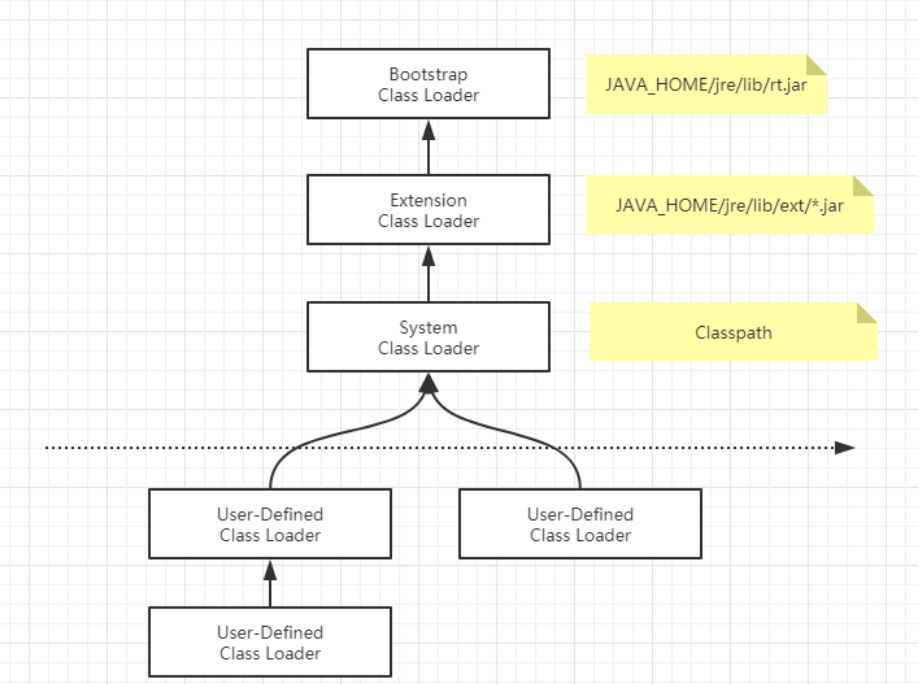 Bootstrap
Class Loader
JAVA_HOME/jre/lib/rt.jar
Extension
Class Loader
JAVA_HOME/jre/lib/ext/*.jar
System
Class Loader
Classpath
User-Defined
Class Loader
User-Defined
Class Loader
User-Defined
Class Loader